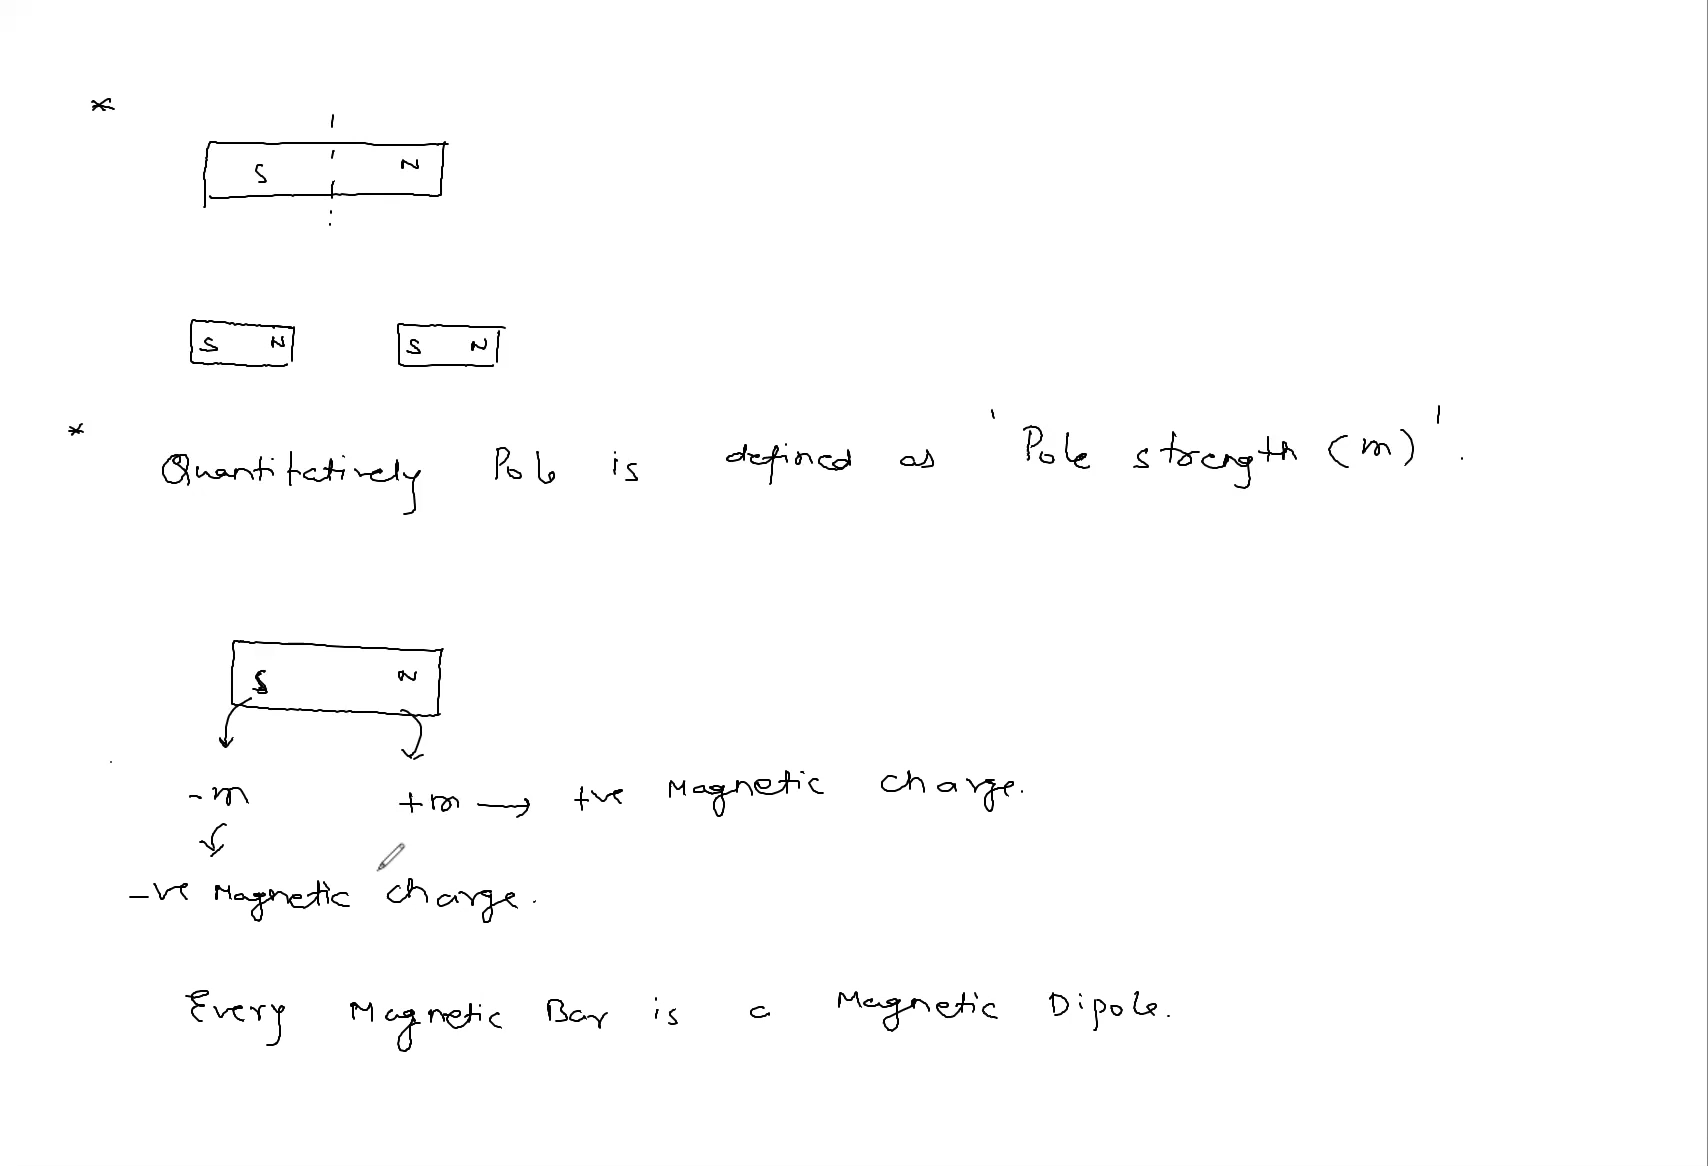 *
S N
S N S N
* Quantitatively Pole is defined as 'Pole strength (m)'.
S N
-m +m → +ve Magnetic charge.
-ve Magnetic charge.
Every Magnetic Bar is a Magnetic Dipole.